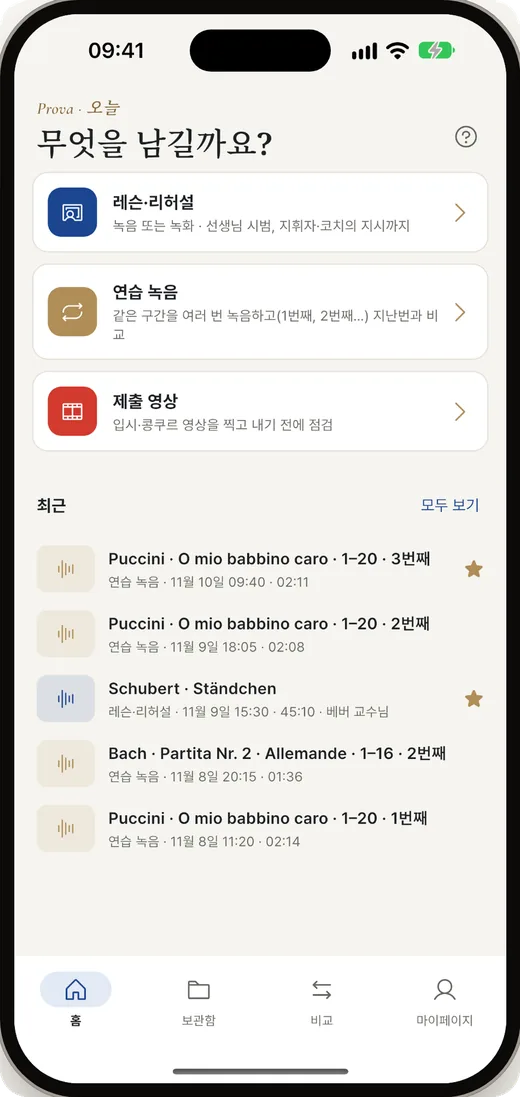 09:41
Prova · 오늘
무엇을 남길까요?
레슨·리허설
녹음 또는 녹화 · 선생님 시범, 지휘자·코치의 지시까지
연습 녹음
같은 구간을 여러 번 녹음하고(1번째, 2번째…) 지난번과 비
교
제출 영상
입시·콩쿠르 영상을 찍고 내기 전에 점검
최근
모두 보기
Puccini · O mio babbino caro · 1–20 · 3번째
연습 녹음 · 11월 10일 09:40 · 02:11
Puccini · O mio babbino caro · 1–20 · 2번째
연습 녹음 · 11월 9일 18:05 · 02:08
Schubert · Ständchen
레슨·리허설 · 11월 9일 15:30 · 45:10 · 베버 교수님
Bach · Partita Nr. 2 · Allemande · 1–16 · 2번째
연습 녹음 · 11월 8일 20:15 · 01:36
Puccini · O mio babbino caro · 1–20 · 1번째
연습 녹음 · 11월 8일 11:20 · 02:14
홈
보관함
비교
마이페이지